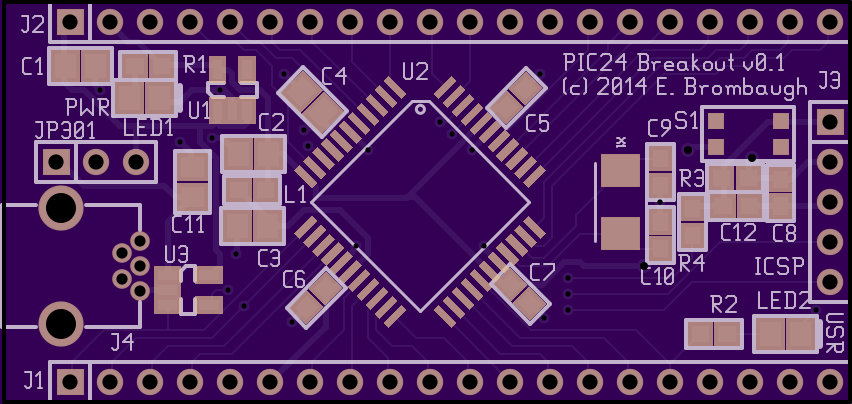 J2
C1
R1
C4
U2
PIC24 Breakout v0.1
(c) 2014 E. Brombaugh
J3
PWR
LED1
U1
C5
S1
JP301
C2
C9
x
L1
R3
C11
C3
C12
C8
U3
C6
C7
C10
R4
ICSP
J4
R2
LED2
USR
J1